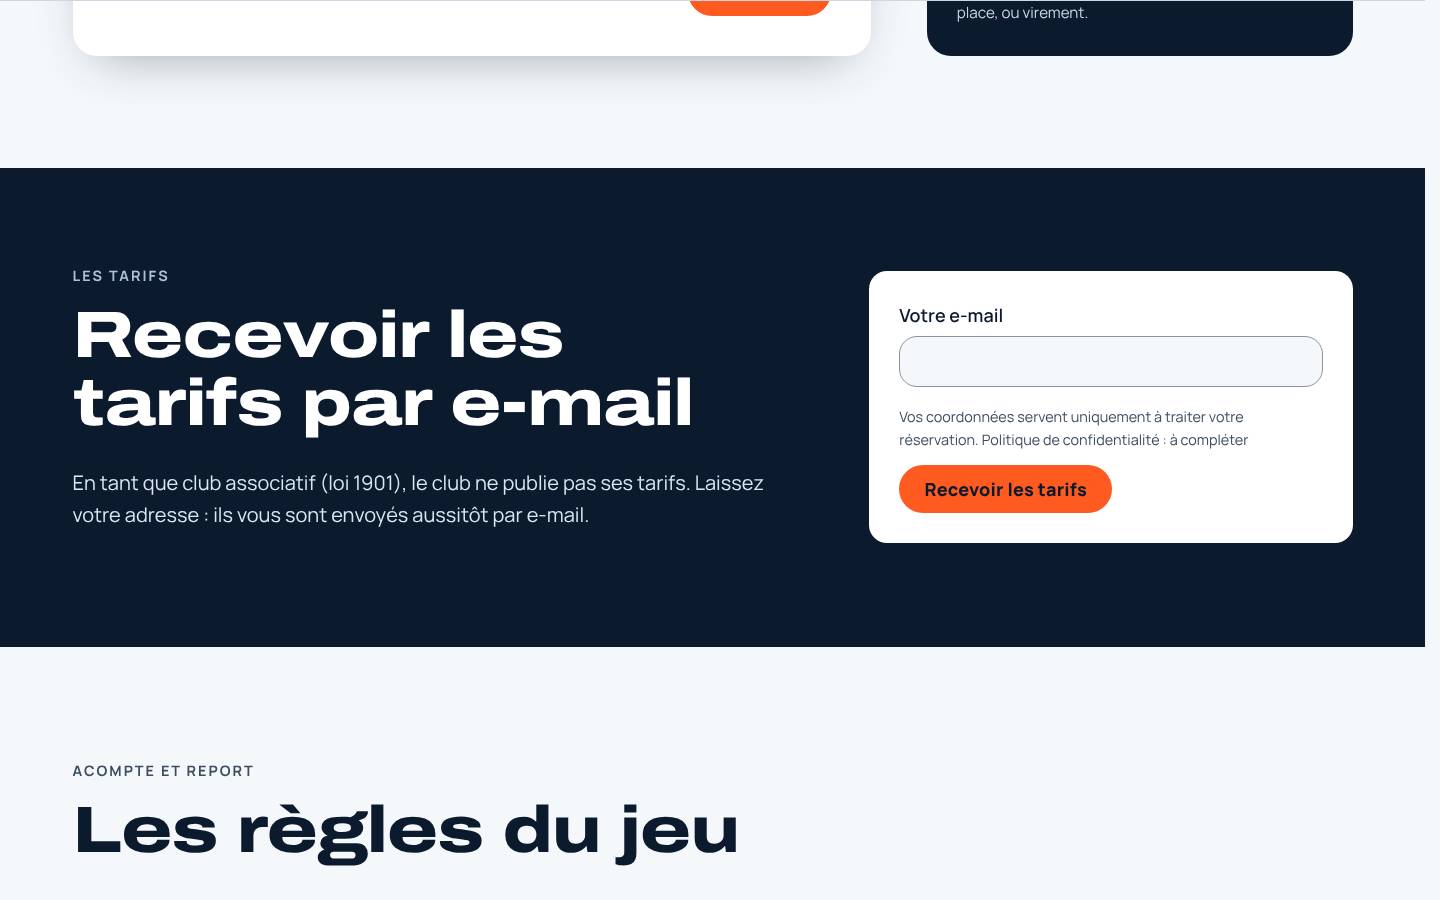 place, ou virement.
LES TARIFS
Recevoir les
tarifs par e-mail
En tant que club associatif (loi 1901), le club ne publie pas ses tarifs. Laissez
votre adresse : ils vous sont envoyés aussitôt par e-mail.
Votre e-mail
Vos coordonnées servent uniquement à traiter votre
réservation. Politique de confidentialité : à compléter
Recevoir les tarifs
ACOMPTE ET REPORT
Les règles du jeu